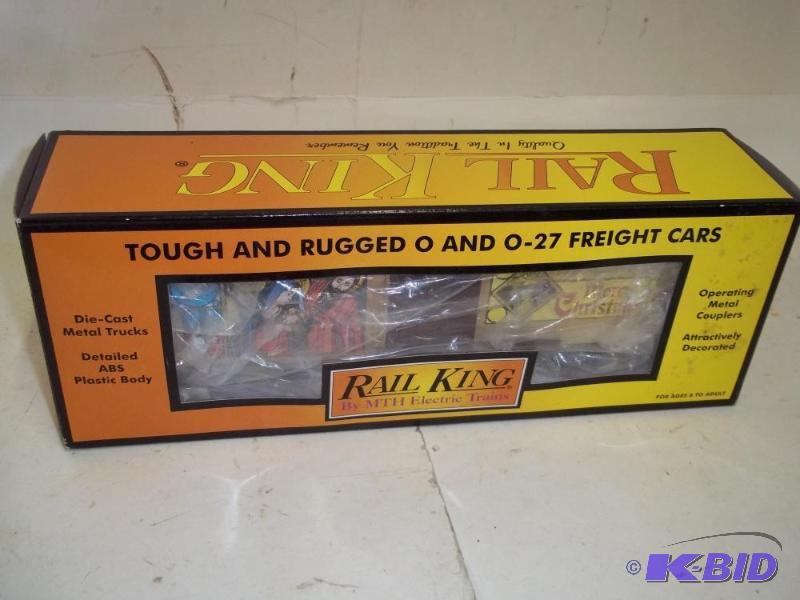 Quality In The Tradition You Remember
RAIL KING®
TOUGH AND RUGGED O AND O-27 FREIGHT CARS
Die-Cast
Metal Trucks
Detailed
ABS
Plastic Body
Merry
Christmas
Operating
Metal
Couplers
Attractively
Decorated
RAIL KING®
By MTH Electric Trains
FOR AGES 8 TO ADULT
© K-BID